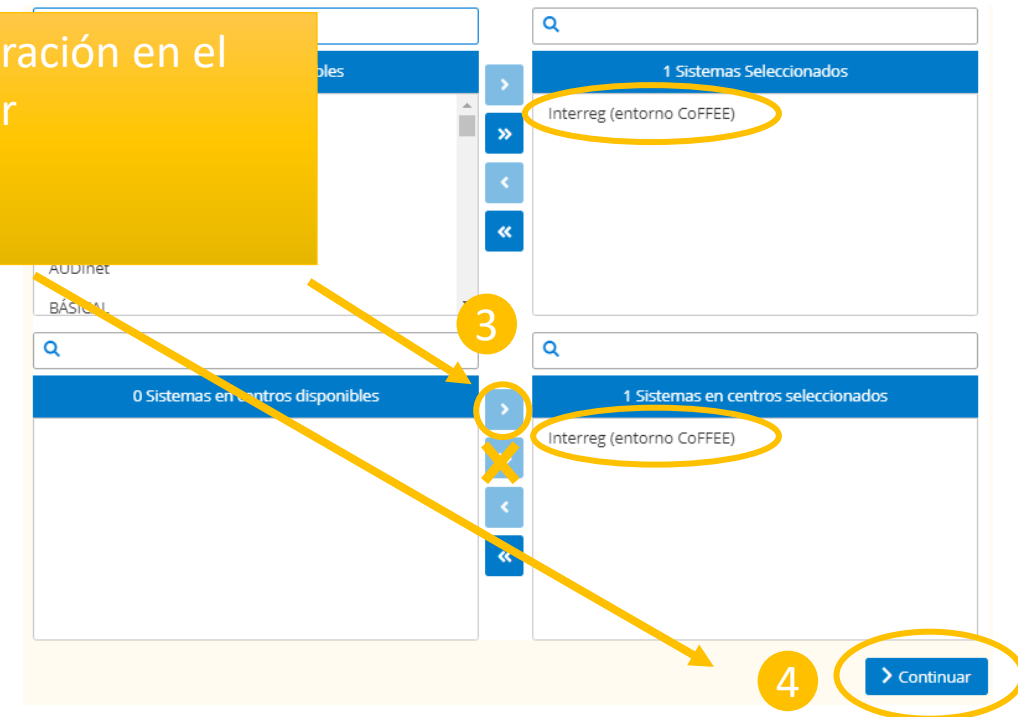 ración en el
r
bles
1 Sistemas Seleccionados
Interreg (entorno CoFFEE)
AUDInet
BÁSICAL
3
0 Sistemas en centros disponibles
1 Sistemas en centros seleccionados
Interreg (entorno CoFFEE)
4
Continuar